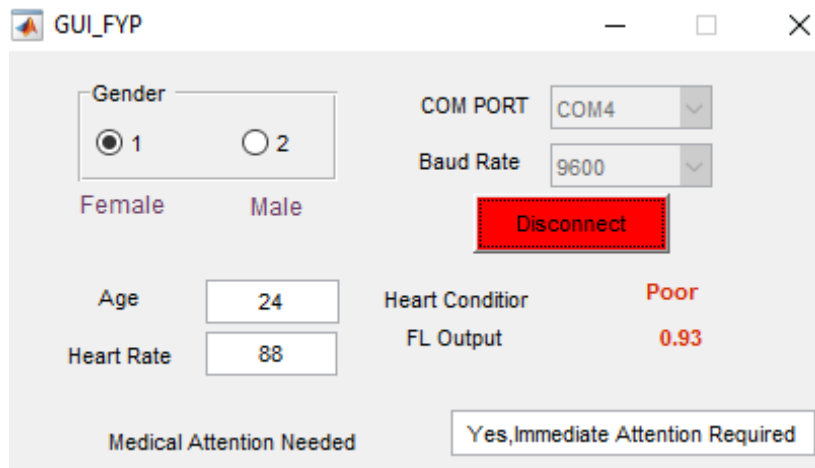 GUI_FYP
Gender
1 2
Female Male
COM PORT COM4
Baud Rate 9600
Disconnect
Age 24
Heart Rate 88
Heart Conditior Poor
FL Output 0.93
Medical Attention Needed Yes,Immediate Attention Required